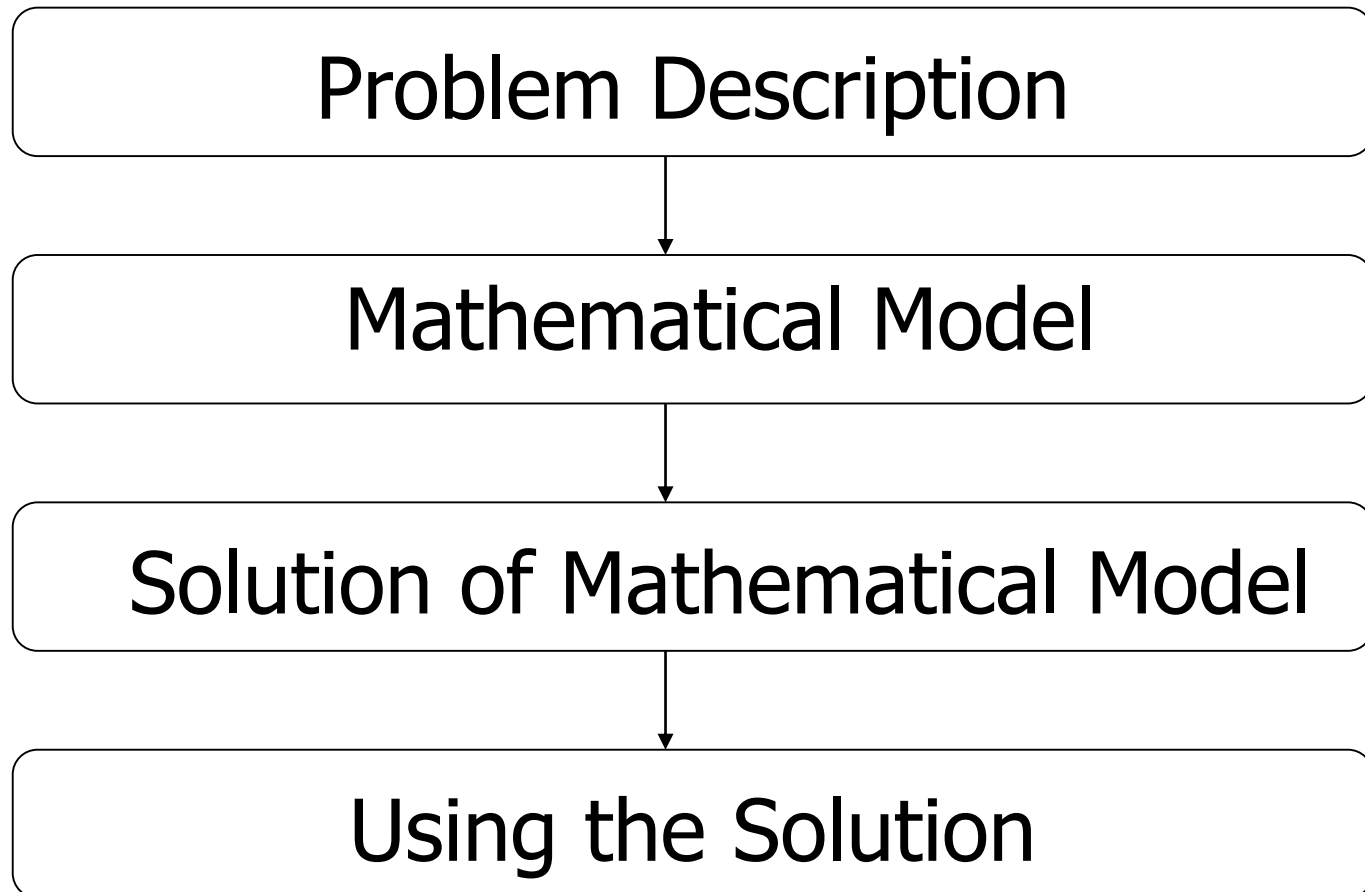 Problem Description
Mathematical Model
Solution of Mathematical Model
Using the Solution